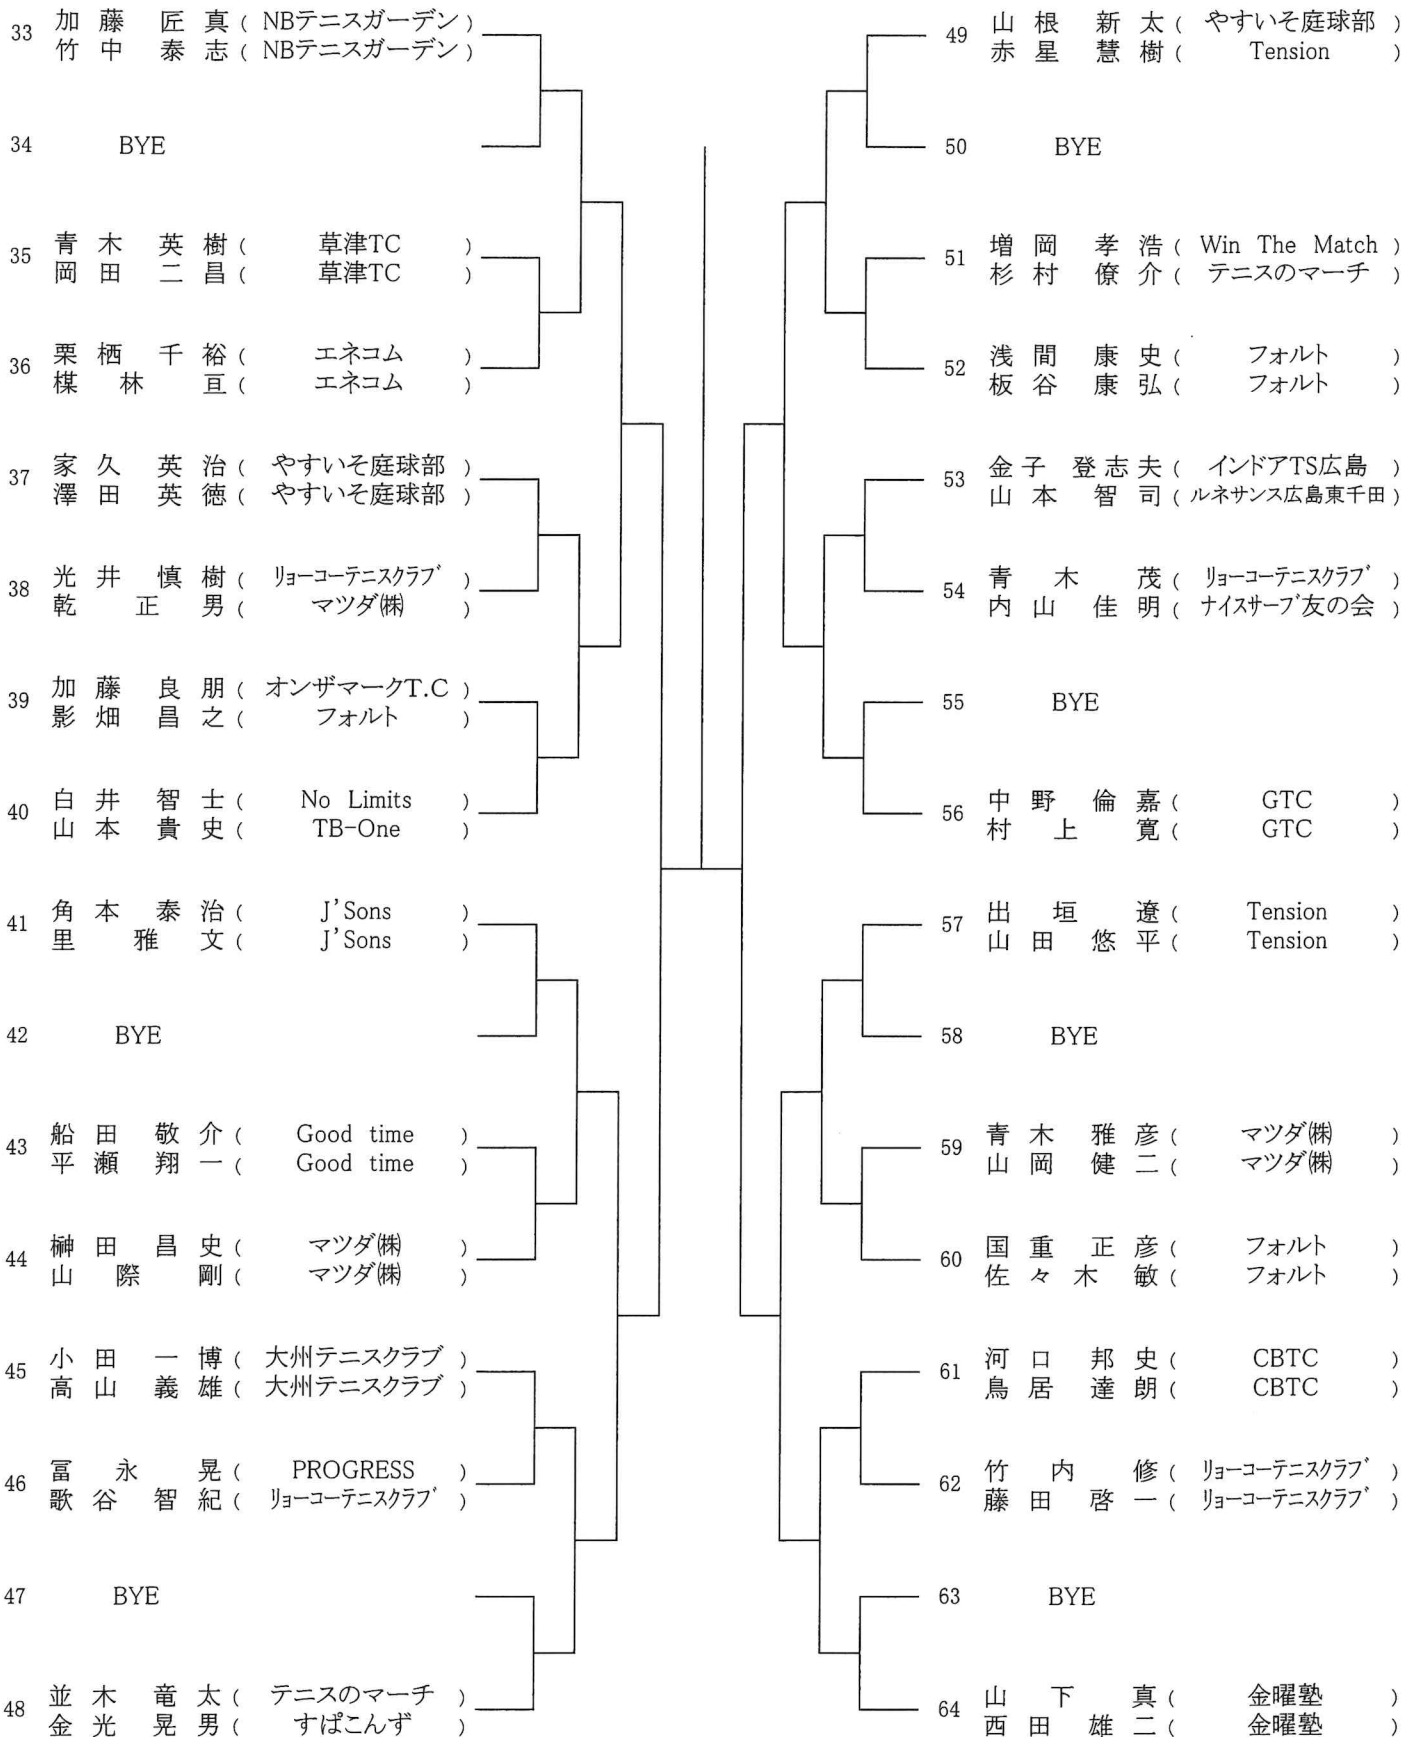 33 加藤 匠真 ( NBテニスガーデン )
竹中 泰志 ( NBテニスガーデン )
34 BYE
35 青木 英樹 ( 草津TC )
岡田 二昌 ( 草津TC )
36 栗栖 千裕 ( エネコム )
楳林 亘 ( エネコム )
37 家久 英治 ( やすいそ庭球部 )
澤田 英徳 ( やすいそ庭球部 )
38 光井 慎樹 ( リョーコーテニスクラブ )
乾 正男 ( マツダ㈱ )
39 加藤 良朋 ( オンザマークT.C )
影畑 昌之 ( フォルト )
40 白井 智士 ( No Limits )
山本 貴史 ( TB-One )
41 角本 泰治 ( J'Sons )
里 雅文 ( J'Sons )
42 BYE
43 船田 敬介 ( Good time )
平瀬 翔一 ( Good time )
44 榊田 昌史 ( マツダ㈱ )
山際 剛 ( マツダ㈱ )
45 小田 一博 ( 大州テニスクラブ )
高山 義雄 ( 大州テニスクラブ )
46 冨永 晃 ( PROGRESS )
歌谷 智紀 ( リョーコーテニスクラブ )
47 BYE
48 並木 竜太 ( テニスのマーチ )
金光 晃男 ( すぱこんず )
49 山根 新太 ( やすいそ庭球部 )
赤星 慧樹 ( Tension )
50 BYE
51 増岡 孝浩 ( Win The Match )
杉村 僚介 ( テニスのマーチ )
52 浅間 康史 ( フォルト )
板谷 康弘 ( フォルト )
53 金子 登志夫 ( インドアTS広島 )
山本 智司 ( ルネサンス広島東千田 )
54 青木 茂 ( リョーコーテニスクラブ )
内山 佳明 ( ナイスサーブ友の会 )
55 BYE
56 中野 倫嘉 ( GTC )
村上 寛 ( GTC )
57 出垣 遼 ( Tension )
山田 悠平 ( Tension )
58 BYE
59 青木 雅彦 ( マツダ㈱ )
山岡 健二 ( マツダ㈱ )
60 国重 正彦 ( フォルト )
佐々木 敏 ( フォルト )
61 河口 邦史 ( CBTC )
鳥居 達朗 ( CBTC )
62 竹内 修 ( リョーコーテニスクラブ )
藤田 啓一 ( リョーコーテニスクラブ )
63 BYE
64 山下 真 ( 金曜塾 )
西田 雄二 ( 金曜塾 )